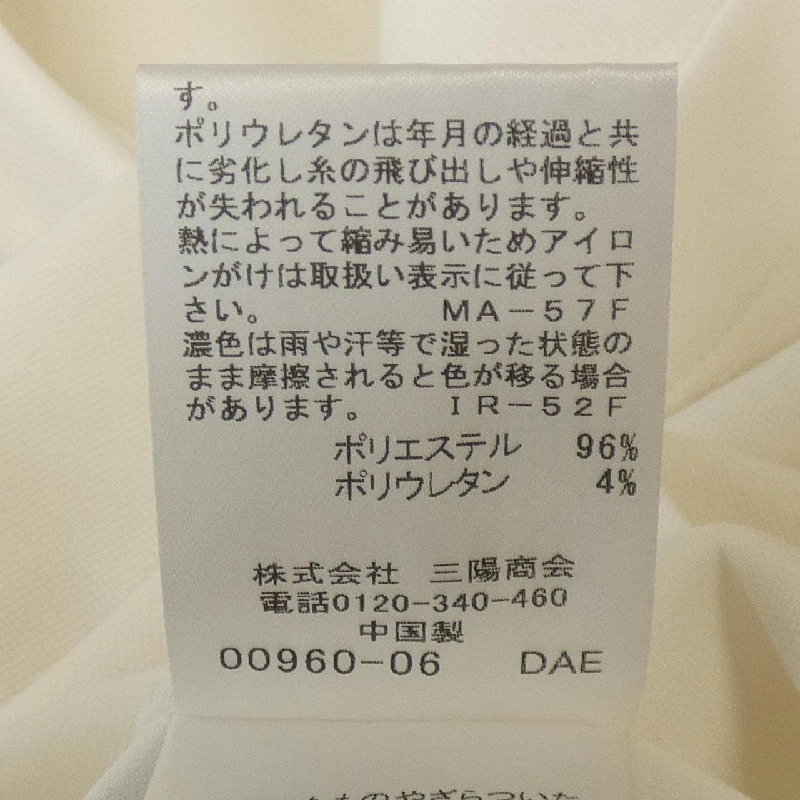 す。
ポリウレタンは年月の経過と共
に劣化し糸の飛び出しや伸縮性
が失われることがあります。
熱によって縮み易いためアイロ
ンがけは取扱い表示に従って下
さい。 MA-57F
濃色は雨や汗等で湿った状態の
まま摩擦されると色が移る場合
があります。 IR-52F
ポリエステル 96%
ポリウレタン 4%
株式会社 三陽商会
電話0120-340-460
中国製
00960-06 DAE